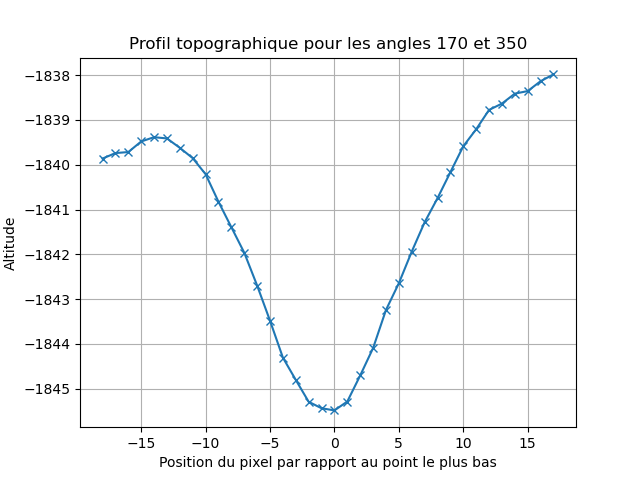 Profil topographique pour les angles 170 et 350
−1838
−1839
−1840
−1841
−1842
−1843
−1844
−1845
Altitude
−15 −10 −5 0 5 10 15
Position du pixel par rapport au point le plus bas